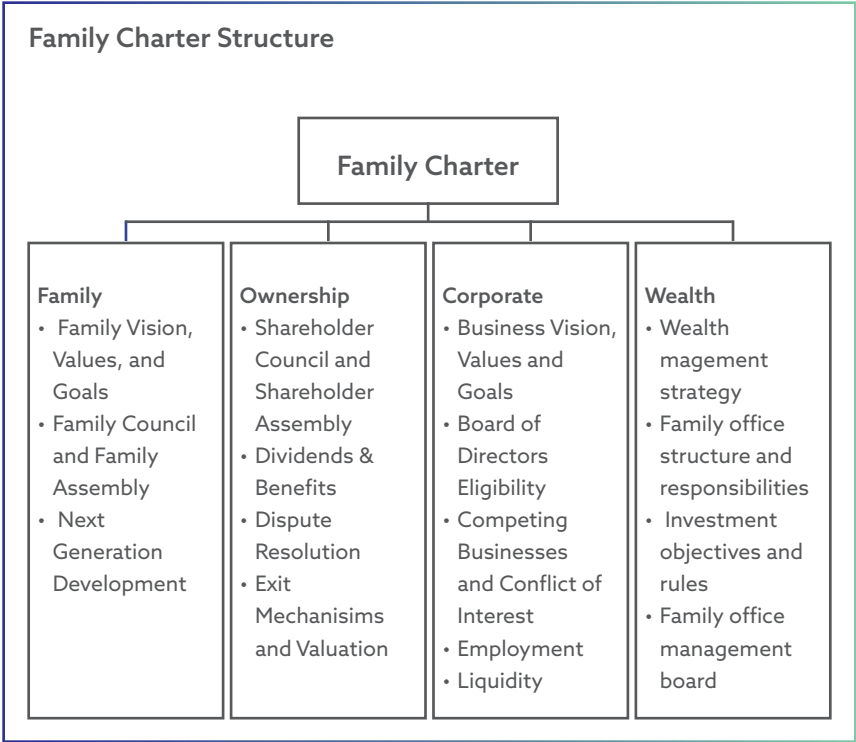 Family Charter Structure
Family Charter
Family
• Family Vision,
Values, and
Goals
• Family Council
and Family
Assembly
• Next
Generation
Development
Ownership
• Shareholder
Council and
Shareholder
Assembly
• Dividends &
Benefits
• Dispute
Resolution
• Exit
Mechanisims
and Valuation
Corporate
• Business Vision,
Values and
Goals
• Board of
Directors
Eligibility
• Competing
Businesses
and Conflict of
Interest
• Employment
• Liquidity
Wealth
• Wealth
magement
strategy
• Family office
structure and
responsibilities
• Investment
objectives and
rules
• Family office
management
board